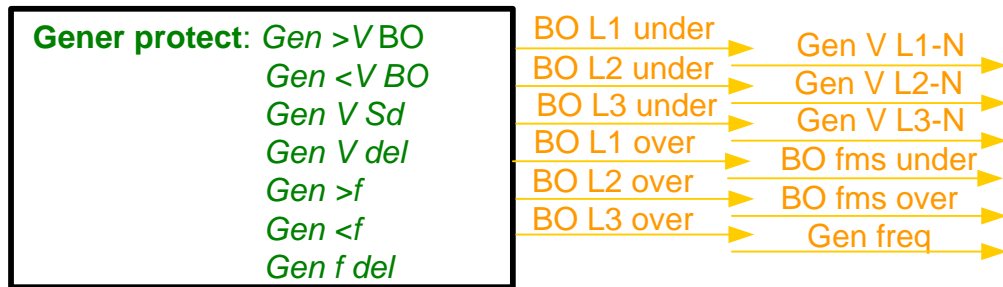 Gener protect: Gen >V BO
Gen <V BO
Gen V Sd
Gen V del
Gen >f
Gen <f
Gen f del
BO L1 under
BO L2 under
BO L3 under
BO L1 over
BO L2 over
BO L3 over
Gen V L1-N
Gen V L2-N
Gen V L3-N
BO fms under
BO fms over
Gen freq